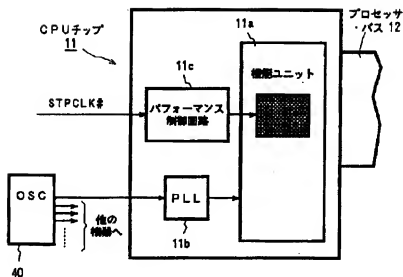 CPUチップ
11
プロセッサ
・バス 12
11a
機能ユニット
11c
パフォーマンス
制御回路
STPCLK#
OSC
40
他の
機器へ
PLL
11b